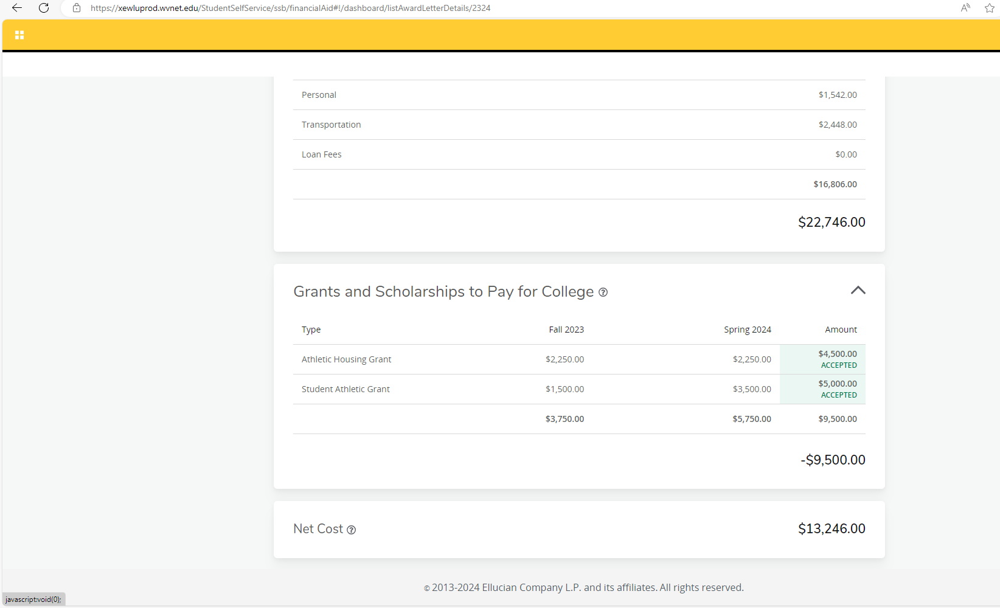 https://xewluprod.wvnet.edu/StudentSelfService/ssb/financialAid#!/dashboard/listAwardLetterDetails/2324
Personal $1,542.00
Transportation $2,448.00
Loan Fees $0.00
$16,806.00
$22,746.00
Grants and Scholarships to Pay for College ?
Type Fall 2023 Spring 2024 Amount
Athletic Housing Grant $2,250.00 $2,250.00 $4,500.00
ACCEPTED
Student Athletic Grant $1,500.00 $3,500.00 $5,000.00
ACCEPTED
$3,750.00 $5,750.00 $9,500.00
-$9,500.00
Net Cost ? $13,246.00
© 2013-2024 Ellucian Company L.P. and its affiliates. All rights reserved.
javascript:void(0);